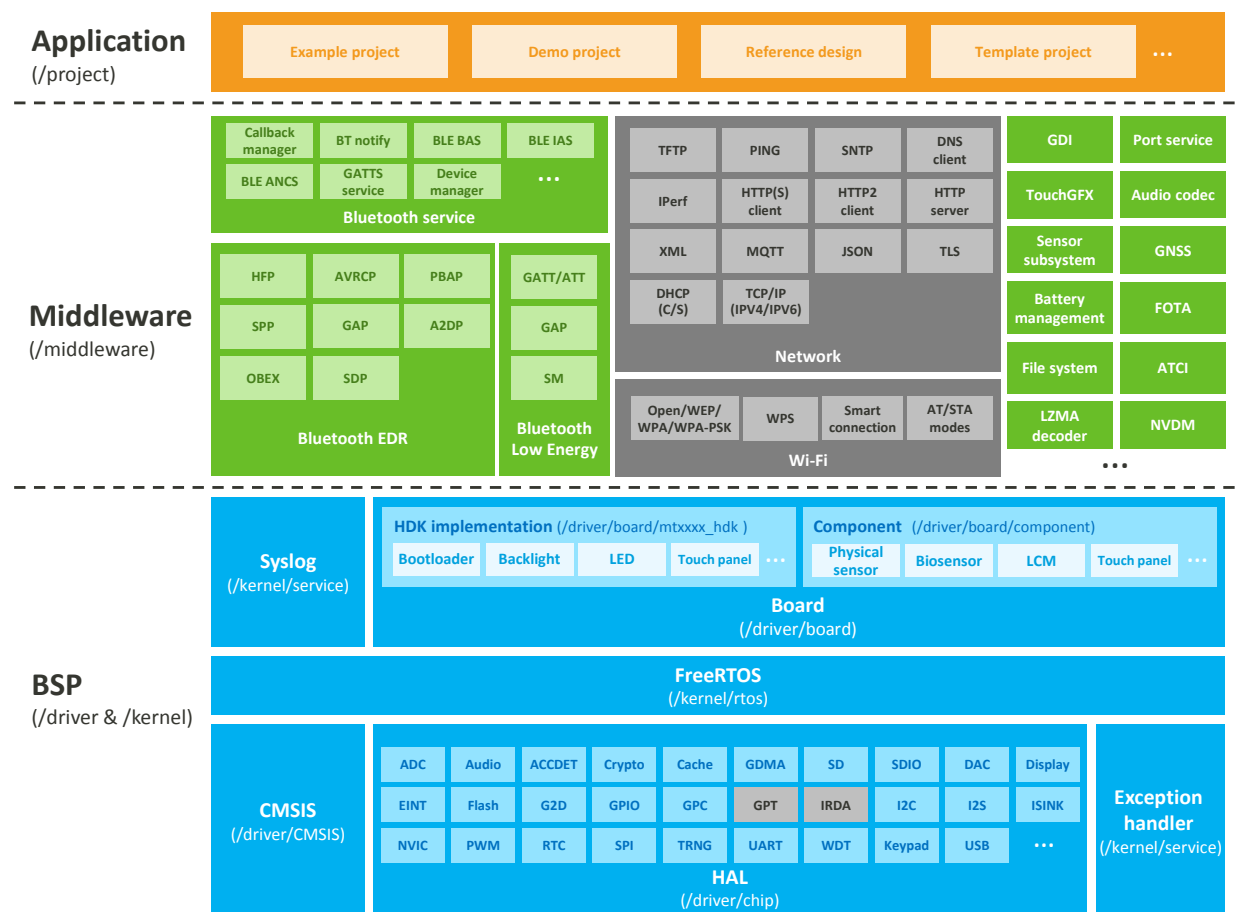 Application
(/project)
Example project
Demo project
Reference design
Template project
...
Middleware
(/middleware)
Callback
manager
BT notify
BLE BAS
BLE IAS
BLE ANCS
GATTS
service
Device
manager
...
Bluetooth service
HFP
AVRCP
PBAP
SPP
GAP
A2DP
OBEX
SDP
Bluetooth EDR
GATT/ATT
GAP
SM
Bluetooth
Low Energy
TFTP
PING
SNTP
DNS
client
IPerf
HTTP(S)
client
HTTP2
client
HTTP
server
XML
MQTT
JSON
TLS
DHCP
(C/S)
TCP/IP
(IPV4/IPV6)
Network
Open/WEP/
WPA/WPA-PSK
WPS
Smart
connection
AT/STA
modes
Wi-Fi
GDI
Port service
TouchGFX
Audio codec
Sensor
subsystem
GNSS
Battery
management
FOTA
File system
ATCI
LZMA
decoder
NVDM
...
BSP
(/driver & /kernel)
Syslog
(/kernel/service)
HDK implementation (/driver/board/mtxxxx_hdk )
Bootloader
Backlight
LED
Touch panel
...
Component (/driver/board/component)
Physical
sensor
Biosensor
LCM
Touch panel
...
Board
(/driver/board)
FreeRTOS
(/kernel/rtos)
CMSIS
(/driver/CMSIS)
ADC
Audio
ACCDET
Crypto
Cache
GDMA
SD
SDIO
DAC
Display
EINT
Flash
G2D
GPIO
GPC
GPT
IRDA
I2C
I2S
ISINK
NVIC
PWM
RTC
SPI
TRNG
UART
WDT
Keypad
USB
...
HAL
(/driver/chip)
Exception
handler
(/kernel/service)